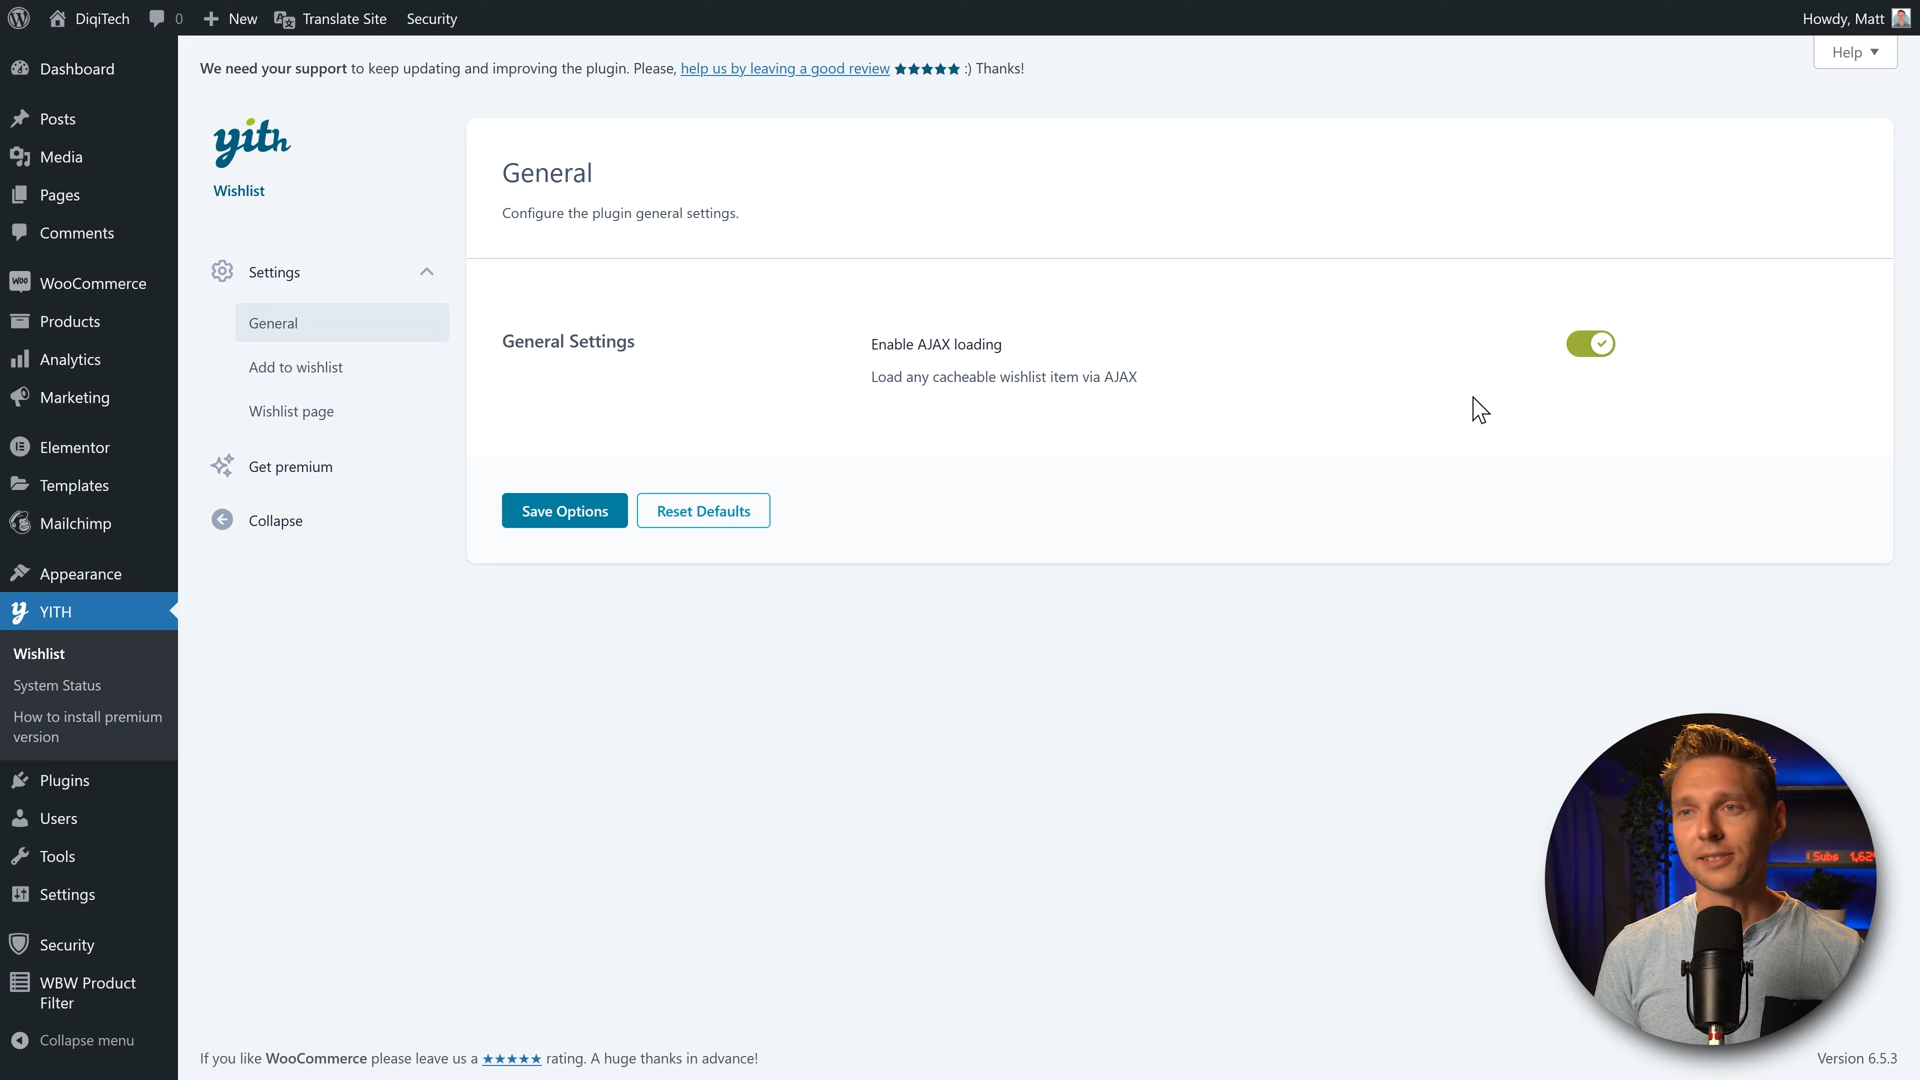 DiqiTech
0
New
Translate Site
Security
Howdy, Matt
Help
We need your support to keep updating and improving the plugin. Please, help us by leaving a good review ★★★★★ :) Thanks!
Dashboard
Posts
Media
Pages
Comments
woo WooCommerce
Products
Analytics
Marketing
Elementor
Templates
Mailchimp
Appearance
YITH
Wishlist
System Status
How to install premium
version
Plugins
Users
Tools
Settings
Security
WBW Product
Filter
Collapse menu
yith
Wishlist
Settings
General
Add to wishlist
Wishlist page
Get premium
Collapse
General
Configure the plugin general settings.
General Settings
Enable AJAX loading
Load any cacheable wishlist item via AJAX
Save Options
Reset Defaults
Subs
If you like WooCommerce please leave us a ★★★★★ rating. A huge thanks in advance!
Version 6.5.3